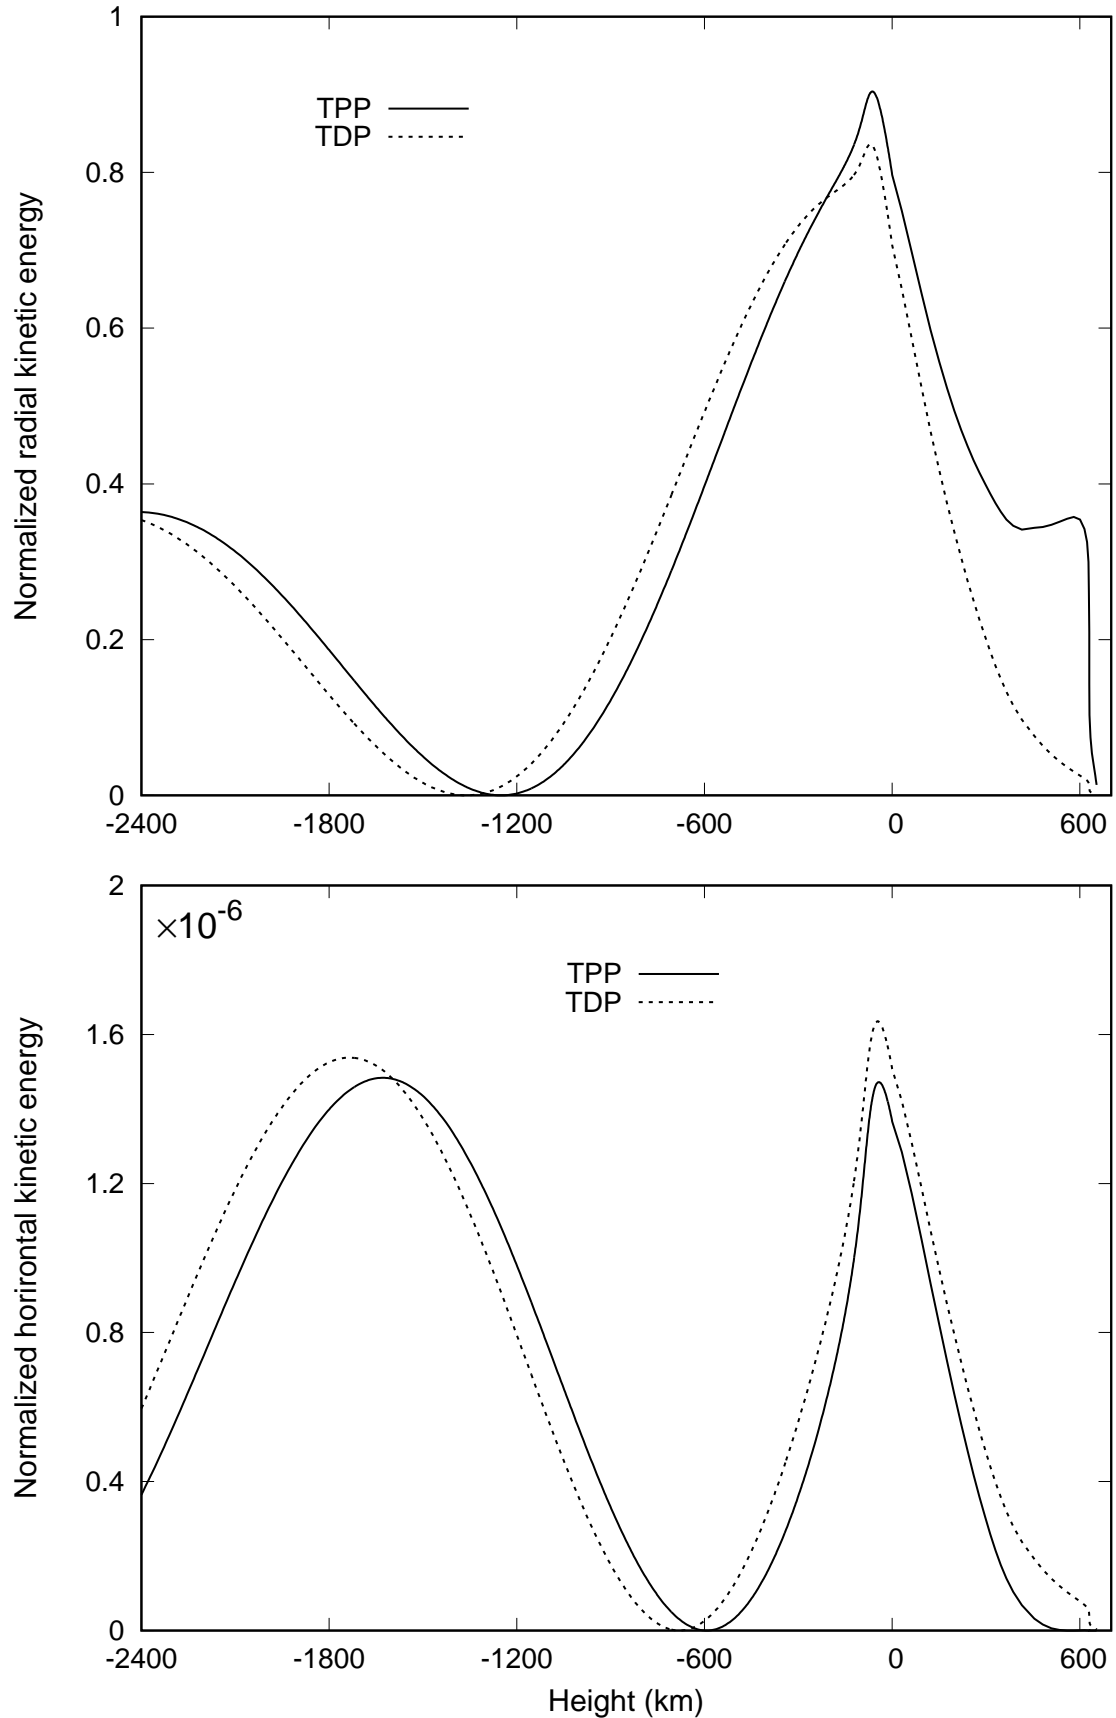 1
0.8
0.6
0.4
0.2
0
Normalized radial kinetic energy
TPP
TDP
-2400 -1800 -1200 -600 0 600
2
1.6
1.2
0.8
0.4
0
×10-6
Normalized horirontal kinetic energy
TPP
TDP
-2400 -1800 -1200 -600 0 600
Height (km)